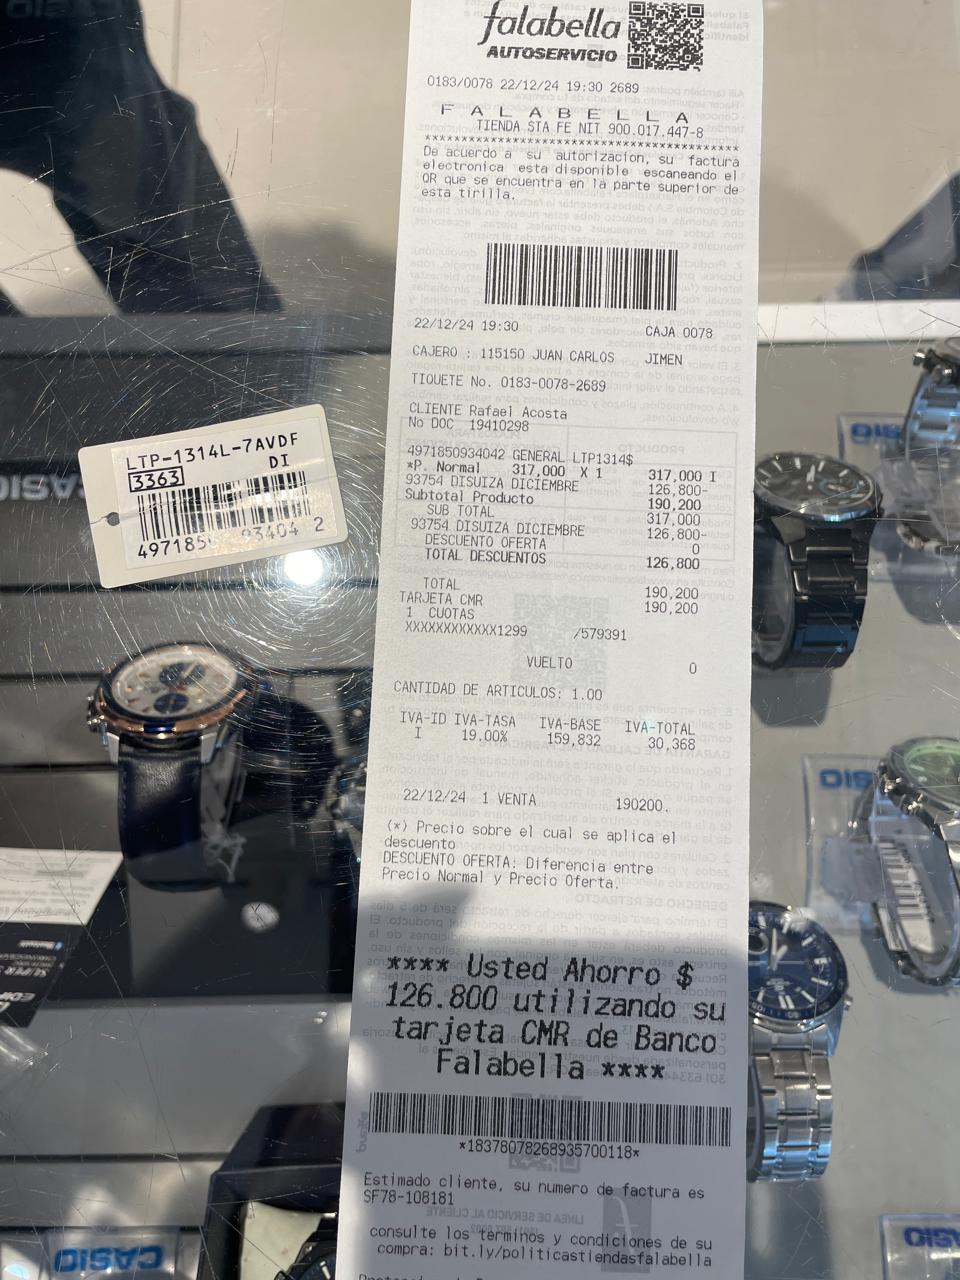 falabella
AUTOSERVICIO
0183/0078 22/12/24 19:30 2689
F A L A B E L L A
TIENDA STA FE NIT 900.017.447-8
****************************************
De acuerdo a su autorizacion, su factura
electronica esta disponible escaneando el
QR que se encuentra en la parte superior de
esta tirilla.
22/12/24 19:30 CAJA 0078
CAJERO : 115150 JUAN CARLOS JIMEN
TIQUETE No. 0183-0078-2689
CLIENTE Rafael Acosta
No DOC 19410298
4971850934042 GENERAL LTP1314$
*P. Normal 317,000 X 1 317,000 I
93754 DISUIZA DICIEMBRE 126,800-
Subtotal Producto 190,200
SUB TOTAL 317,000
93754 DISUIZA DICIEMBRE 126,800-
DESCUENTO OFERTA 0
TOTAL DESCUENTOS 126,800
TOTAL 190,200
TARJETA CMR 190,200
1 CUOTAS
XXXXXXXXXXXX1299 /579391
VUELTO 0
CANTIDAD DE ARTICULOS: 1.00
IVA-ID IVA-TASA IVA-BASE IVA-TOTAL
I 19.00% 159,832 30,368
22/12/24 1 VENTA 190200.
(*) Precio sobre el cual se aplica el
descuento
DESCUENTO OFERTA: Diferencia entre
Precio Normal y Precio Oferta.
**** Usted Ahorro $
126.800 utilizando su
tarjeta CMR de Banco
Falabella ****
*18378078268935700118*
Estimado cliente, su numero de factura es
SF78-108181
consulte los terminos y condiciones de su
compra: bit.ly/politicastiendasfalabella
LTP-1314L-7AVDF
3363 DI
497185 93404 2
CASIO
CASIO
CASIO
CASIO
CASIO